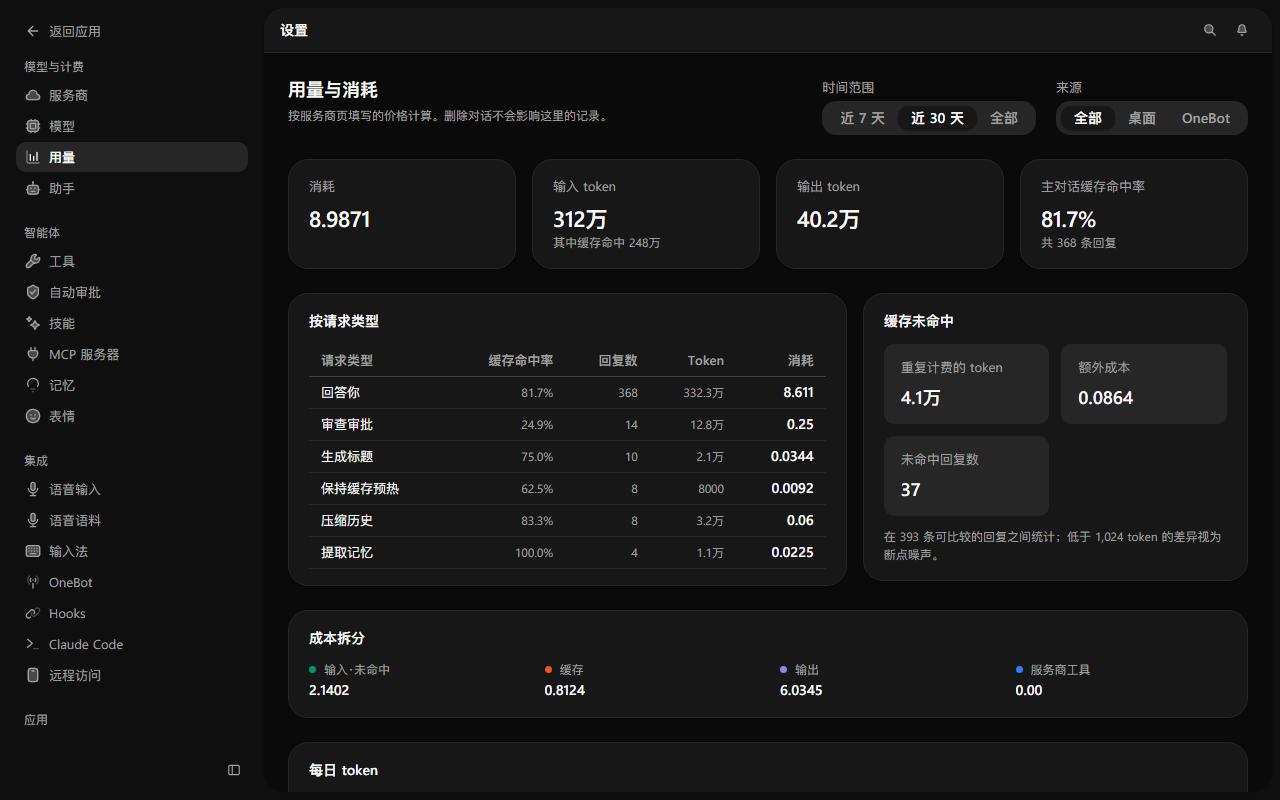 返回应用
模型与计费
服务商
模型
用量
助手
智能体
工具
自动审批
技能
MCP 服务器
记忆
表情
集成
语音输入
语音语料
输入法
OneBot
Hooks
Claude Code
远程访问
应用
设置
用量与消耗
按服务商页填写的价格计算。删除对话不会影响这里的记录。
时间范围
近 7 天 近 30 天 全部
来源
全部 桌面 OneBot
消耗
8.9871
输入 token
312万
其中缓存命中 248万
输出 token
40.2万
主对话缓存命中率
81.7%
共 368 条回复
按请求类型
请求类型 缓存命中率 回复数 Token 消耗
回答你 81.7% 368 332.3万 8.611
审查审批 24.9% 14 12.8万 0.25
生成标题 75.0% 10 2.1万 0.0344
保持缓存预热 62.5% 8 8000 0.0092
压缩历史 83.3% 8 3.2万 0.06
提取记忆 100.0% 4 1.1万 0.0225
缓存未命中
重复计费的 token
4.1万
额外成本
0.0864
未命中回复数
37
在 393 条可比较的回复之间统计；低于 1,024 token 的差异视为
断点噪声。
成本拆分
输入·未命中
2.1402
缓存
0.8124
输出
6.0345
服务商工具
0.00
每日 token